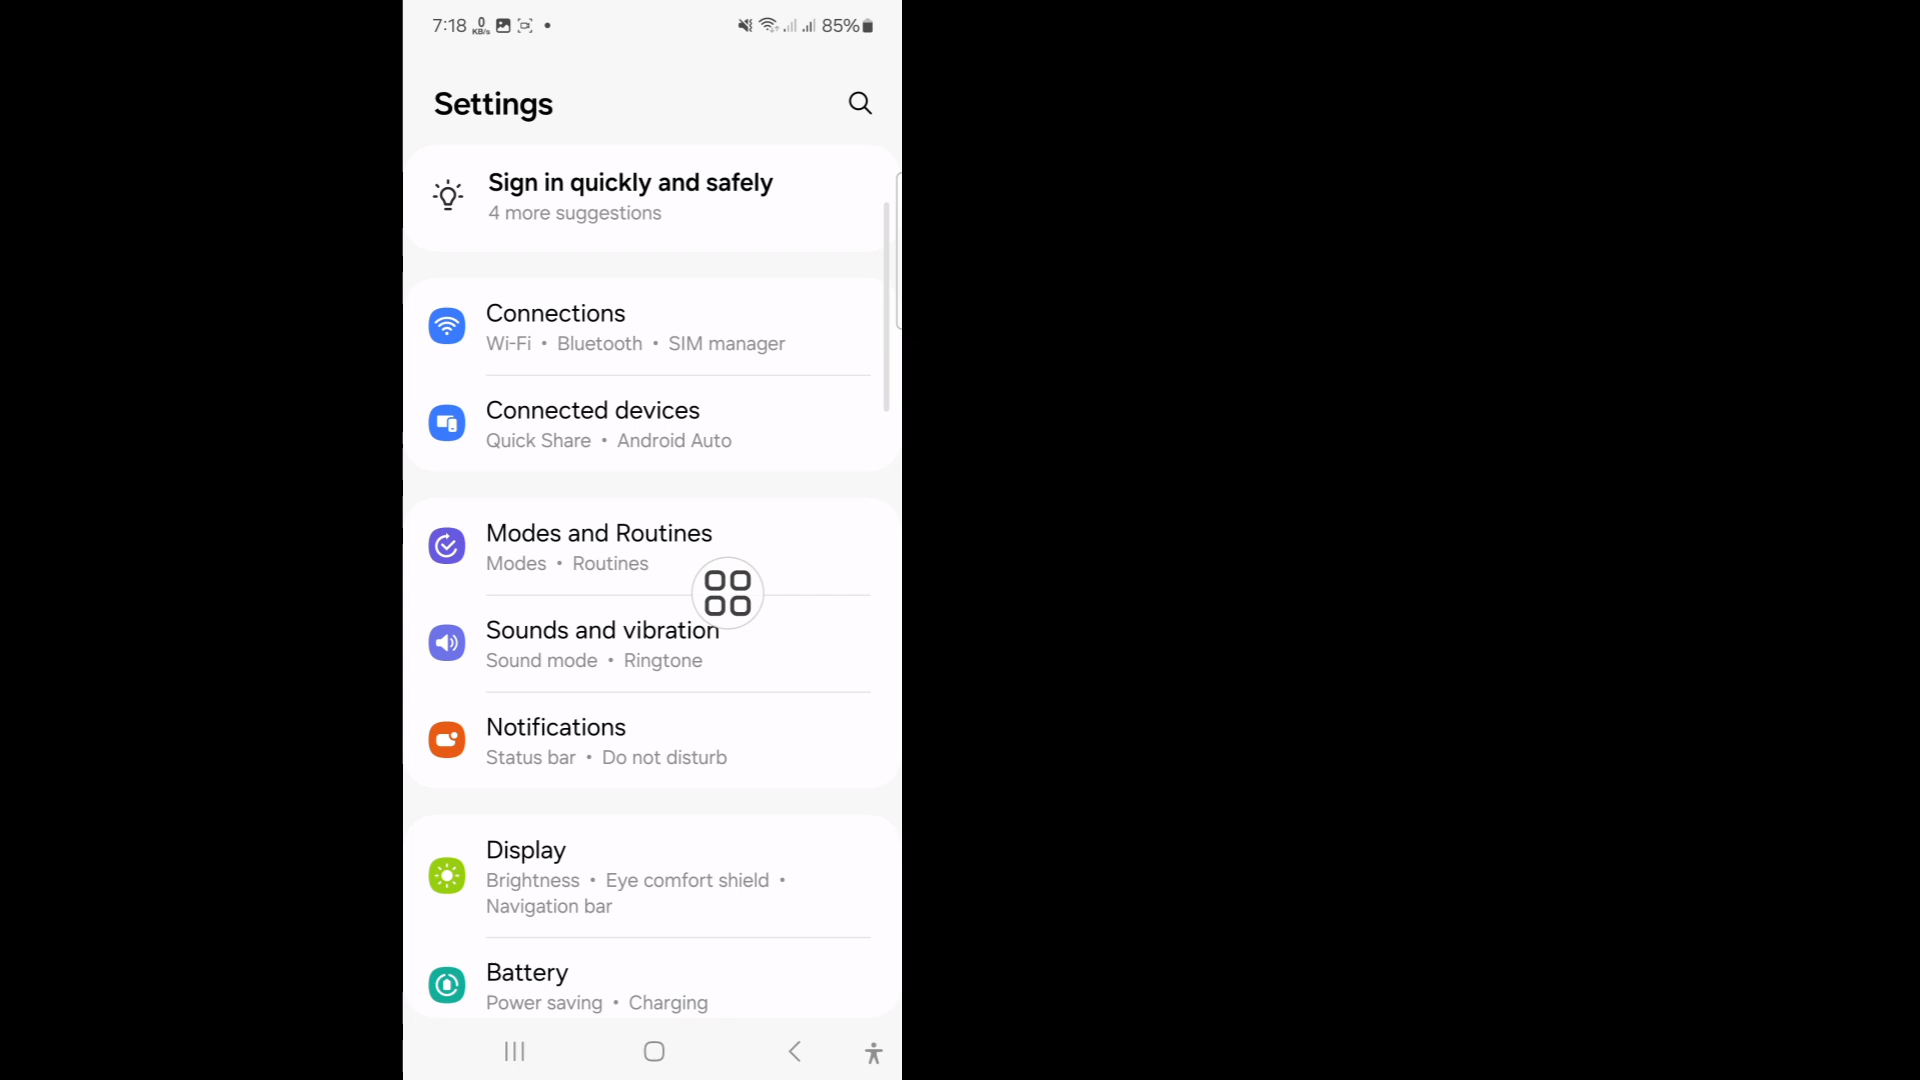 7:18 0 KB/s 85%
Settings
Sign in quickly and safely
4 more suggestions
Connections
Wi-Fi • Bluetooth • SIM manager
Connected devices
Quick Share • Android Auto
Modes and Routines
Modes • Routines
Sounds and vibration
Sound mode • Ringtone
Notifications
Status bar • Do not disturb
Display
Brightness • Eye comfort shield •
Navigation bar
Battery
Power saving • Charging